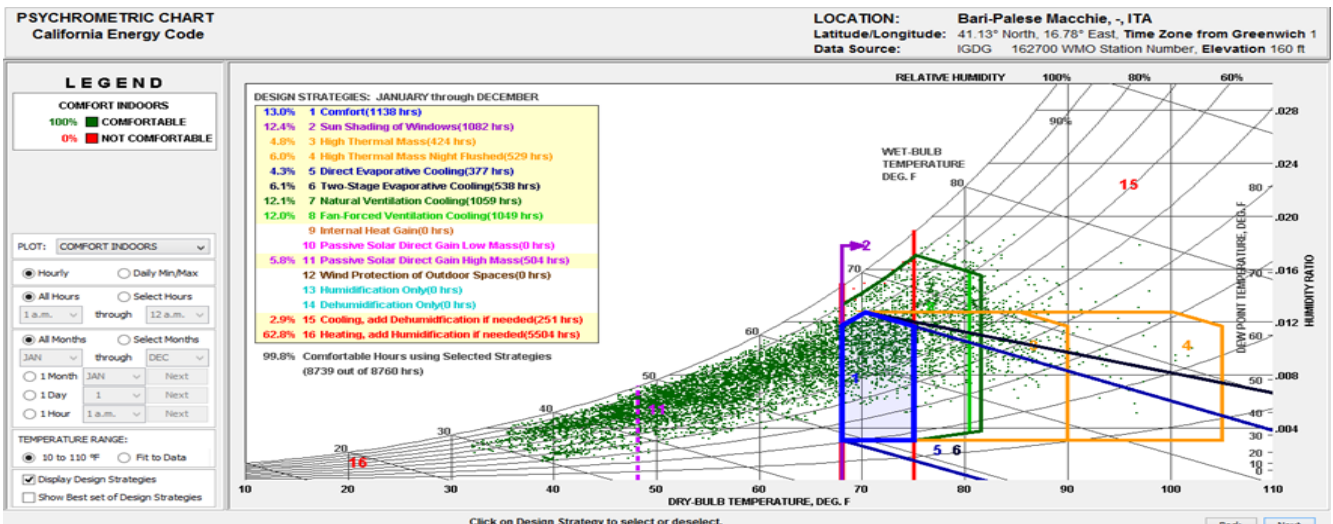 PSYCHROMETRIC CHART
California Energy Code
LOCATION: Bari-Palese Macchie, -, ITA
Latitude/Longitude: 41.13° North, 16.78° East, Time Zone from Greenwich 1
Data Source: IGDG 162700 WMO Station Number, Elevation 160 ft
LEGEND
COMFORT INDOORS
100% COMFORTABLE
0% NOT COMFORTABLE
PLOT: COMFORT INDOORS
Hourly Daily Min/Max
All Hours Select Hours
1 a.m. through 12 a.m.
All Months Select Months
JAN through DEC
1 Month JAN Next
1 Day 1 Next
1 Hour 1 a.m. Next
TEMPERATURE RANGE:
10 to 110 °F Fit to Data
Display Design Strategies
Show Best set of Design Strategies
DESIGN STRATEGIES: JANUARY through DECEMBER
13.0% 1 Comfort(1138 hrs)
12.4% 2 Sun Shading of Windows(1082 hrs)
4.8% 3 High Thermal Mass(424 hrs)
6.0% 4 High Thermal Mass Night Flushed(529 hrs)
4.3% 5 Direct Evaporative Cooling(377 hrs)
6.1% 6 Two-Stage Evaporative Cooling(538 hrs)
12.1% 7 Natural Ventilation Cooling(1059 hrs)
12.0% 8 Fan-Forced Ventilation Cooling(1049 hrs)
9 Internal Heat Gain(0 hrs)
10 Passive Solar Direct Gain Low Mass(0 hrs)
5.8% 11 Passive Solar Direct Gain High Mass(504 hrs)
12 Wind Protection of Outdoor Spaces(0 hrs)
13 Humidification Only(0 hrs)
14 Dehumidification Only(0 hrs)
2.9% 15 Cooling, add Dehumidification if needed(251 hrs)
62.8% 16 Heating, add Humidification if needed(5504 hrs)
99.8% Comfortable Hours using Selected Strategies
(8739 out of 8760 hrs)
RELATIVE HUMIDITY 100% 80% 60%
90%
WET-BULB
TEMPERATURE
DEG. F
80
70
60
50
40
30
20
15
2
4
11
16
5 6
.028
.024
.020
.016
.012
.008
.004
HUMIDITY RATIO
DEW POINT TEMPERATURE, DEG. F
80
70
60
50
40
30
20
10
0
10 20 30 40 50 60 70 80 90 100 110
DRY-BULB TEMPERATURE, DEG. F
Click on Design Strategy to select or deselect.
Back Next